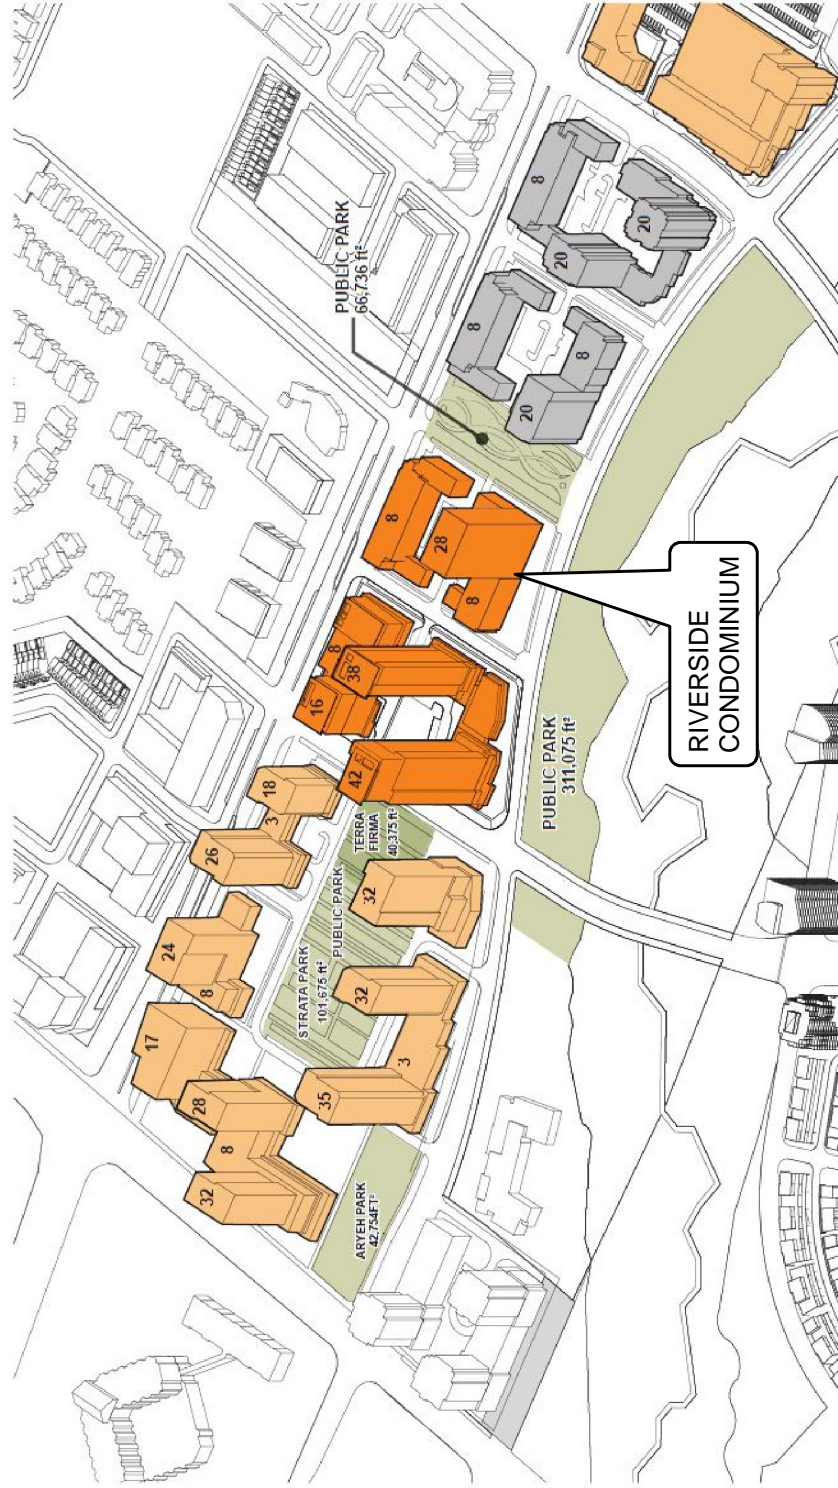 17
24
32
28
8
26
8
3
18
STRATA PARK
101,675 ft²
35
16
8
38
PUBLIC PARK
PUBLIC PARK
66,736 ft²
32
42
ARYEH PARK
42,754FT²
TERRA
FIRMA
40,375 ft²
32
3
8
28
8
8
20
8
8
20
20
PUBLIC PARK
311,075 ft²
RIVERSIDE
CONDOMINIUM